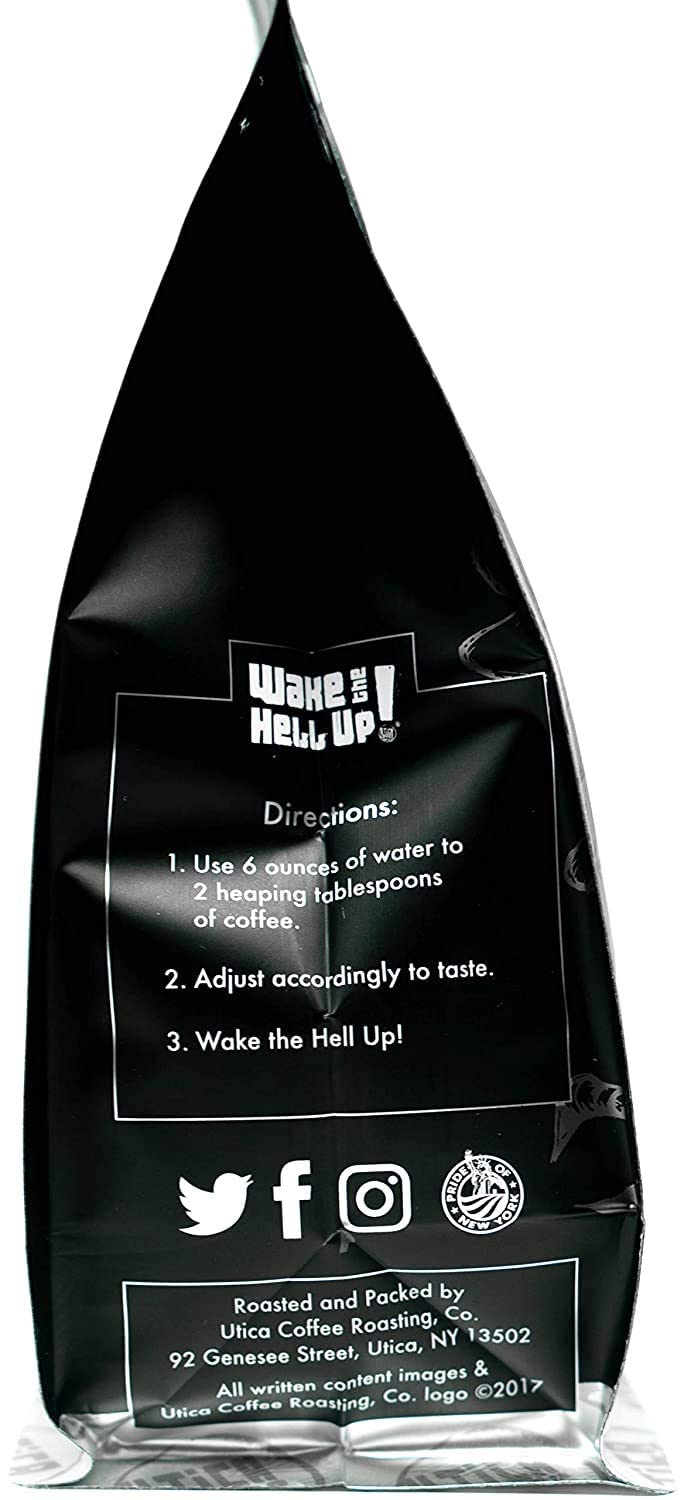 Wake the
Hell Up!
Directions:
1. Use 6 ounces of water to
2 heaping tablespoons
of coffee.
2. Adjust accordingly to taste.
3. Wake the Hell Up!
PRIDE OF
NEW YORK
Roasted and Packed by
Utica Coffee Roasting, Co.
92 Genesee Street, Utica, NY 13502
All written content images &
Utica Coffee Roasting, Co. logo ©2017